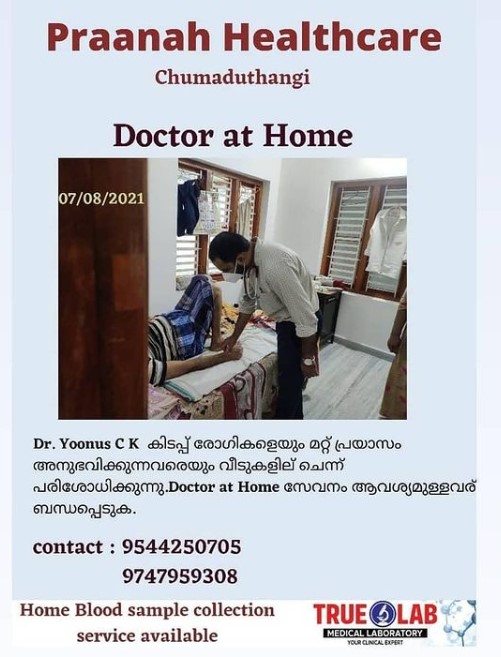 Praanah Healthcare
Chumaduthangi
Doctor at Home
07/08/2021
Dr. Yoonus C K കിടപ്പ് രോഗികളെയും മറ്റ് പ്രയാസം
അനുഭവിക്കുന്നവരെയും വീടുകളില് ചെന്ന്
പരിശോധിക്കുന്നു.Doctor at Home സേവനം ആവശ്യമുള്ളവര്
ബന്ധപ്പെടുക.
contact : 9544250705
9747959308
Home Blood sample collection
service available
TRUE LAB
MEDICAL LABORATORY
YOUR CLINICAL EXPERT